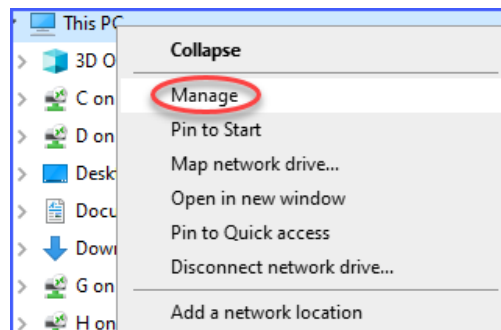 This PC
Collapse
3D O
Manage
C on
Pin to Start
D on
Map network drive...
Desk
Open in new window
Docu
Pin to Quick access
Dow
Disconnect network drive...
G on
Add a network location
H on